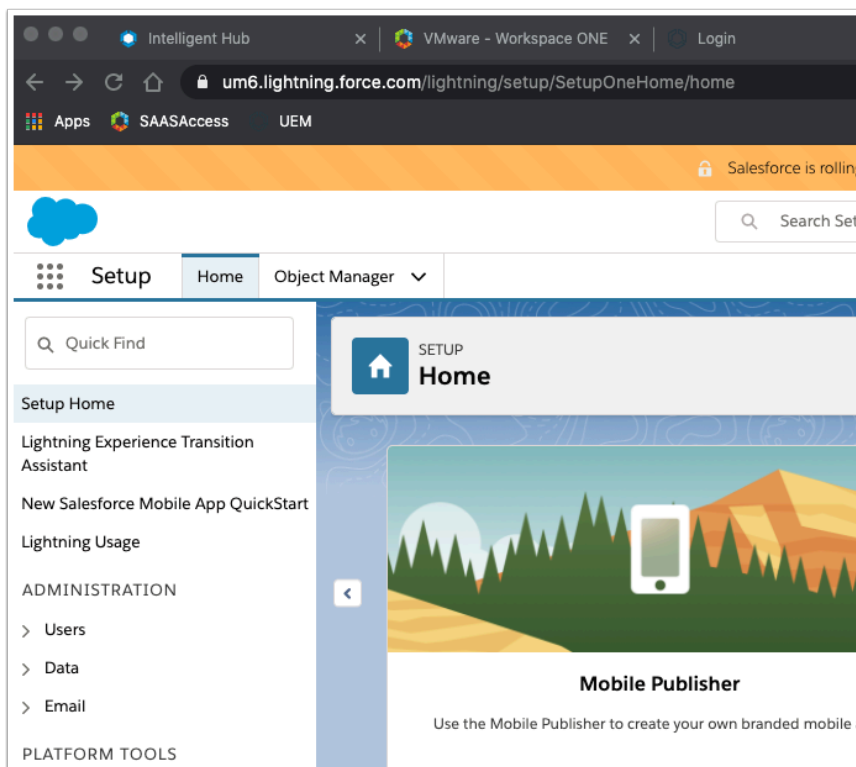 Intelligent Hub
VMware - Workspace ONE
Login
um6.lightning.force.com/lightning/setup/SetupOneHome/home
Apps
SAASAccess
UEM
Salesforce is rolling
Search Set
Setup
Home
Object Manager
Quick Find
SETUP
Home
Setup Home
Lightning Experience Transition
Assistant
New Salesforce Mobile App QuickStart
Lightning Usage
ADMINISTRATION
Users
Data
Email
Mobile Publisher
Use the Mobile Publisher to create your own branded mobile
PLATFORM TOOLS